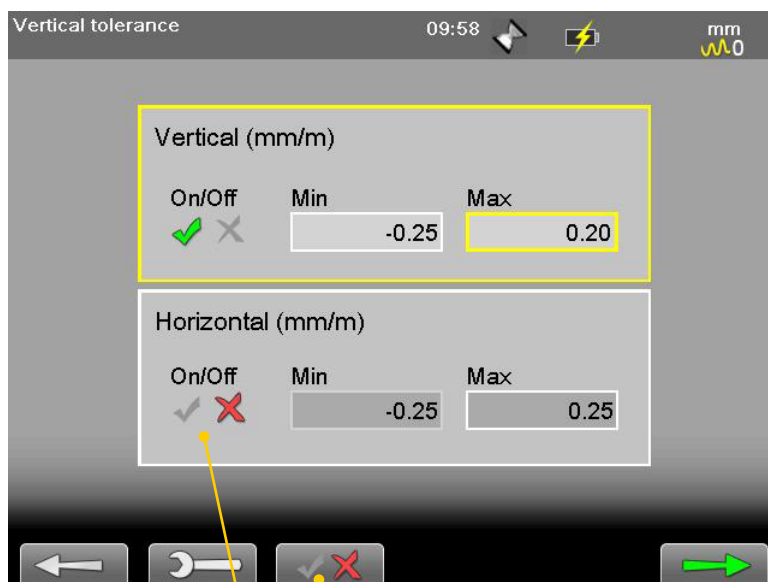 Vertical tolerance 09:58 mm
0
Vertical (mm/m)
On/Off Min Max
-0.25 0.20
Horizontal (mm/m)
On/Off Min Max
-0.25 0.25